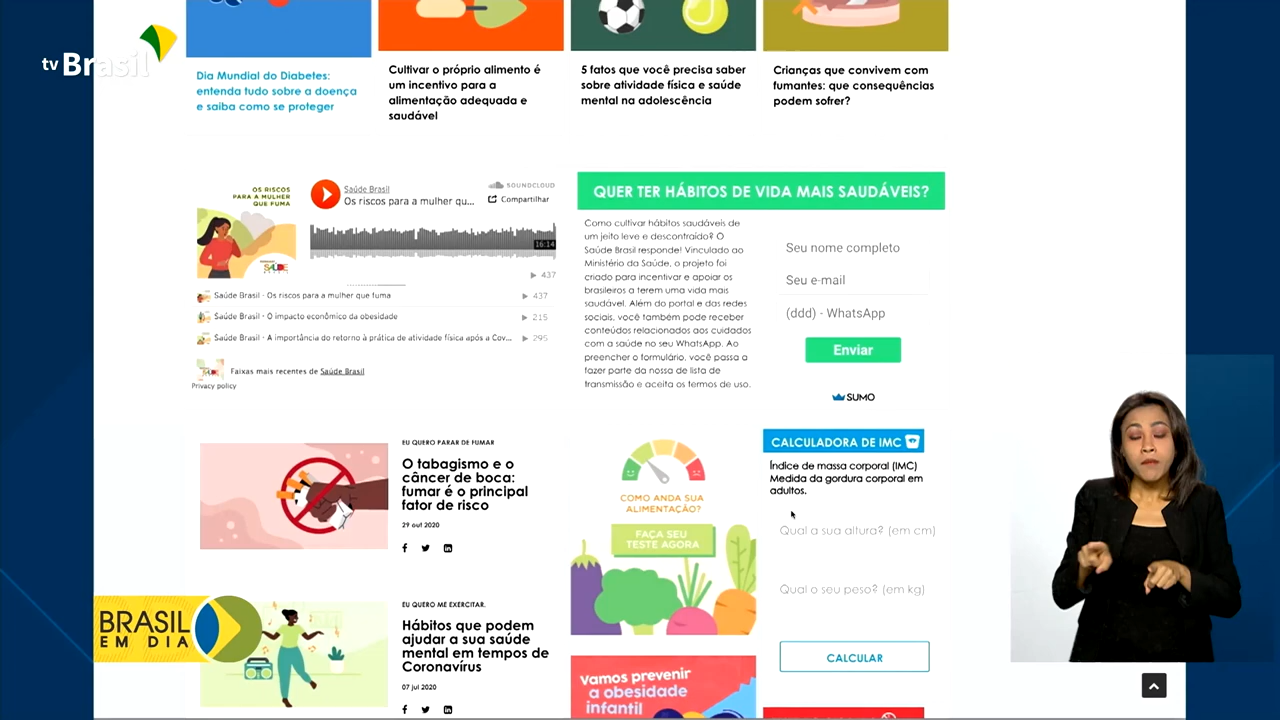 tv Brasil
Dia Mundial do Diabetes:
entenda tudo sobre a doença
e saiba como se proteger
Cultivar o próprio alimento é
um incentivo para a
alimentação adequada e
saudável
5 fatos que você precisa saber
sobre atividade física e saúde
mental na adolescência
Crianças que convivem com
fumantes: que consequências
podem sofrer?
OS RISCOS
PARA A MULHER
QUE FUMA
SAÚDE
BRASIL
Saúde Brasil
Os riscos para a mulher qu...
SOUNDCLOUD
Compartilhar
16:14
437
Saúde Brasil · Os riscos para a mulher que fuma
437
Saúde Brasil · O impacto econômico da obesidade
215
Saúde Brasil · A importância do retorno à prática de atividade física após a Cov...
295
Faixas mais recentes de Saúde Brasil
Privacy policy
QUER TER HÁBITOS DE VIDA MAIS SAUDÁVEIS?
Como cultivar hábitos saudáveis de
um jeito leve e descontraído? O
Saúde Brasil responde! Vinculado ao
Ministério da Saúde, o projeto foi
criado para incentivar e apoiar os
brasileiros a terem uma vida mais
saudável. Além do portal e das redes
sociais, você também pode receber
conteúdos relacionados aos cuidados
com a saúde no seu WhatsApp. Ao
preencher o formulário, você passa a
fazer parte da nossa de lista de
transmissão e aceita os termos de uso.
Seu nome completo
Seu e-mail
(ddd) - WhatsApp
Enviar
SUMO
EU QUERO PARAR DE FUMAR
O tabagismo e o
câncer de boca:
fumar é o principal
fator de risco
29 out 2020
COMO ANDA SUA
ALIMENTAÇÃO?
FAÇA SEU
TESTE AGORA
CALCULADORA DE IMC
Índice de massa corporal (IMC)
Medida da gordura corporal em
adultos.
Qual a sua altura? (em cm)
Qual o seu peso? (em kg)
CALCULAR
EU QUERO ME EXERCITAR.
Hábitos que podem
ajudar a sua saúde
mental em tempos de
Coronavírus
07 jul 2020
Vamos prevenir
a obesidade
infantil
BRASIL
EM DIA